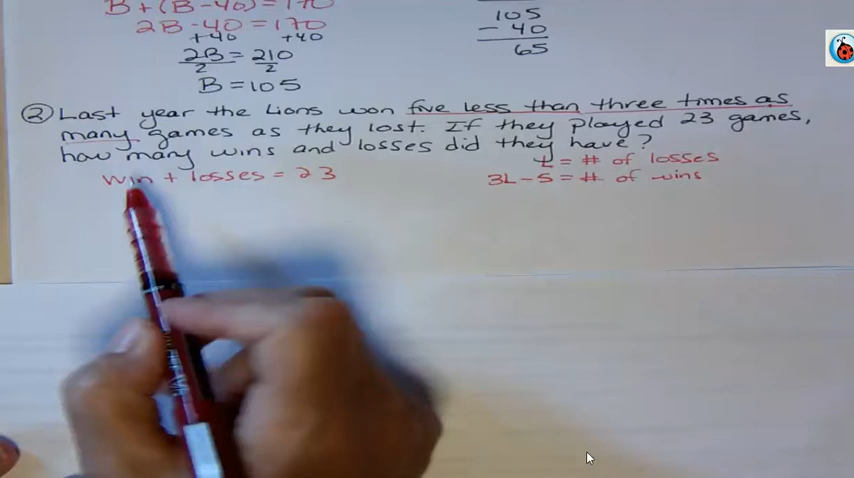 B+(B-40)=170
2B-40=170
+40 +40
2B = 210
2 2
B=105
105
- 40
65
② Last year the Lions won five less than three times as
many games as they lost. If they played 23 games,
how many wins and losses did they have?
L = # of losses
win + losses = 23
3L-5 = # of wins